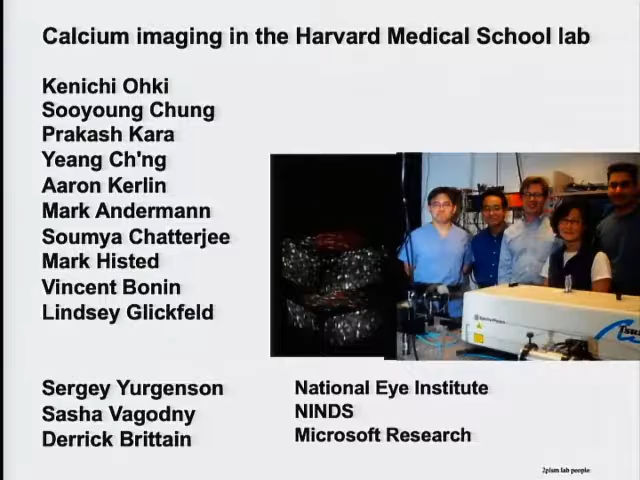 Calcium imaging in the Harvard Medical School lab
Kenichi Ohki
Sooyoung Chung
Prakash Kara
Yeang Ch'ng
Aaron Kerlin
Mark Andermann
Soumya Chatterjee
Mark Histed
Vincent Bonin
Lindsey Glickfeld
Sergey Yurgenson
Sasha Vagodny
Derrick Brittain
National Eye Institute
NINDS
Microsoft Research
2pism lab people